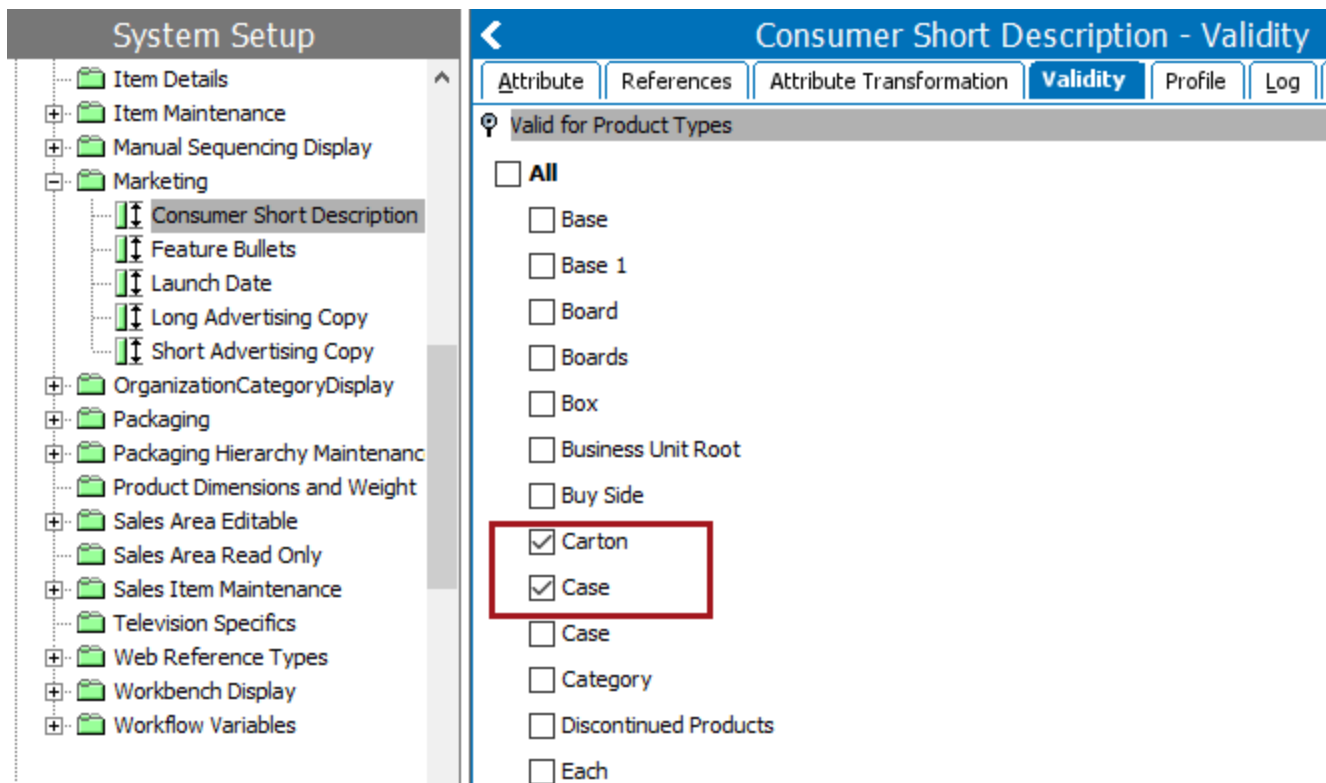 System Setup
Item Details
Item Maintenance
Manual Sequencing Display
Marketing
Consumer Short Description
Feature Bullets
Launch Date
Long Advertising Copy
Short Advertising Copy
OrganizationCategoryDisplay
Packaging
Packaging Hierarchy Maintenanc
Product Dimensions and Weight
Sales Area Editable
Sales Area Read Only
Sales Item Maintenance
Television Specifics
Web Reference Types
Workbench Display
Workflow Variables
Consumer Short Description - Validity
Attribute References Attribute Transformation Validity Profile Log
Valid for Product Types
All
Base
Base 1
Board
Boards
Box
Business Unit Root
Buy Side
Carton
Case
Case
Category
Discontinued Products
Each